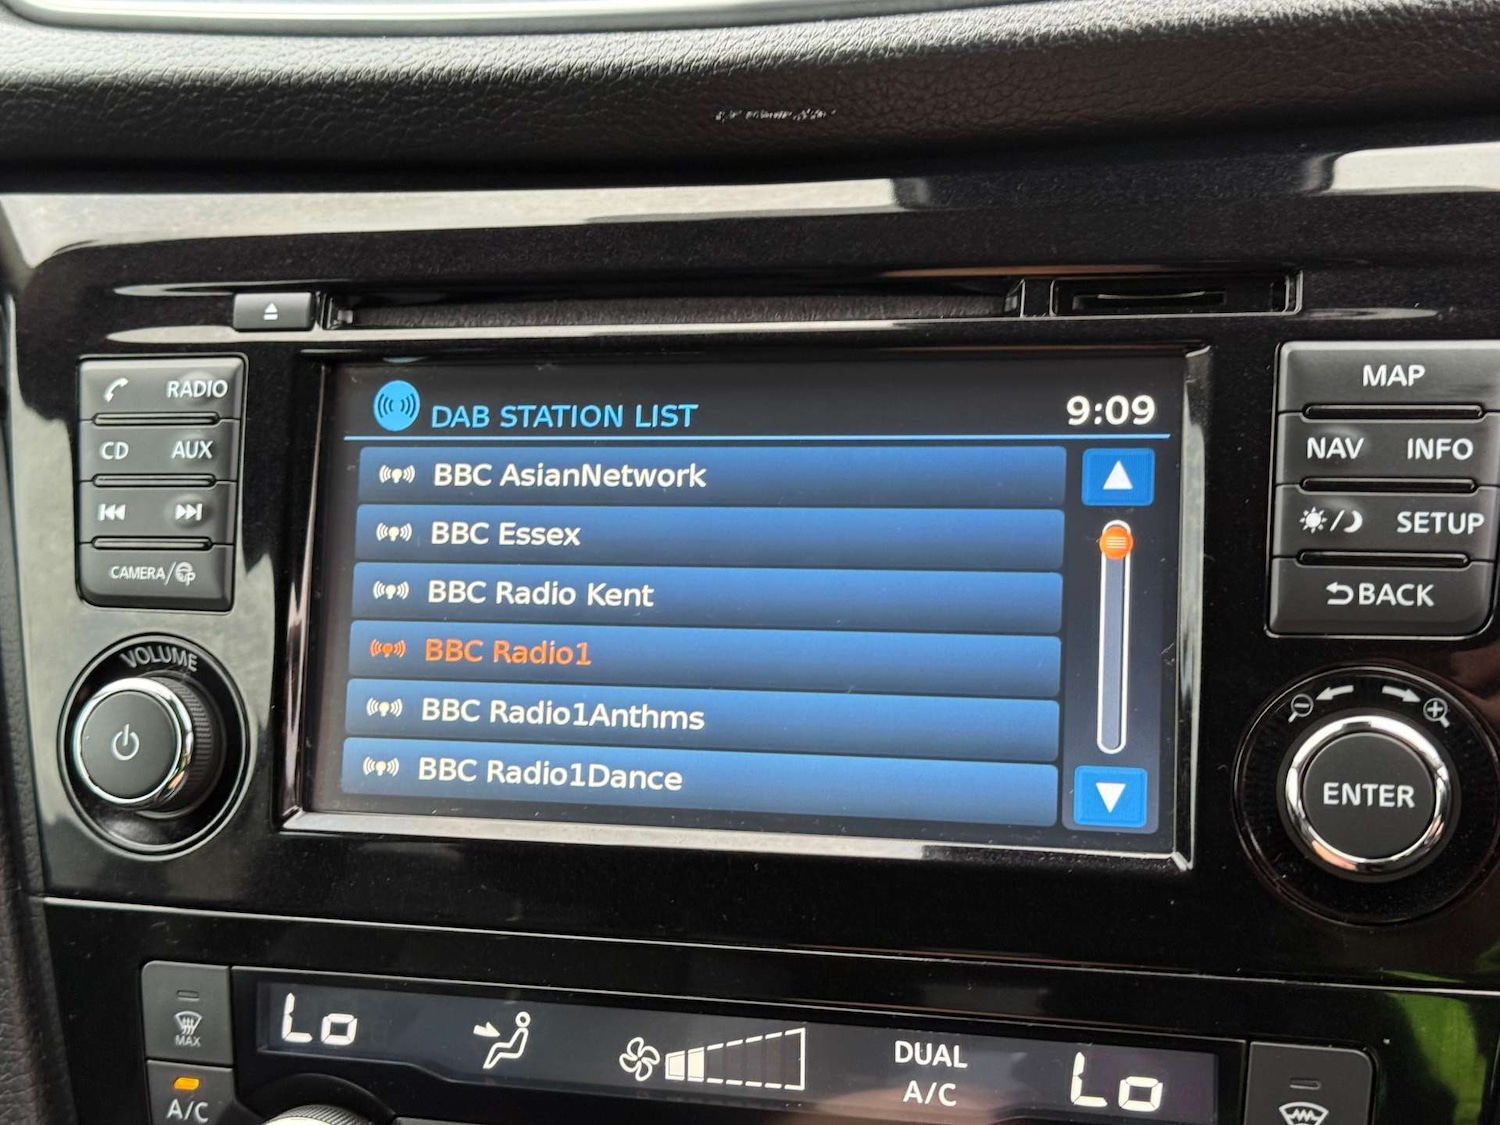 RADIO
CD AUX
CAMERA/
VOLUME
DAB STATION LIST 9:09
BBC AsianNetwork
BBC Essex
BBC Radio Kent
BBC Radio1
BBC Radio1Anthms
BBC Radio1Dance
MAP
NAV INFO
SETUP
BACK
ENTER
MAX
A/C
Lo
DUAL
A/C
Lo